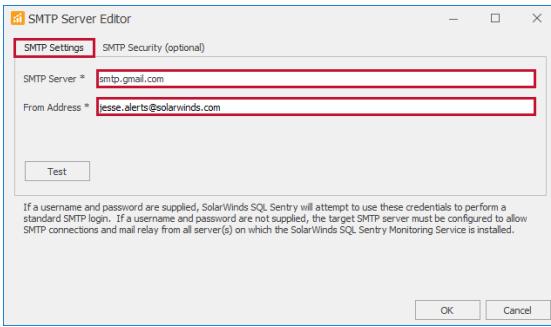 SMTP Server Editor
SMTP Settings SMTP Security (optional)
SMTP Server * smtp.gmail.com
From Address * jesse.alerts@solarwinds.com
Test
If a username and password are supplied, SolarWinds SQL Sentry will attempt to use these credentials to perform a
standard SMTP login. If a username and password are not supplied, the target SMTP server must be configured to allow
SMTP connections and mail relay from all server(s) on which the SolarWinds SQL Sentry Monitoring Service is installed.
OK Cancel